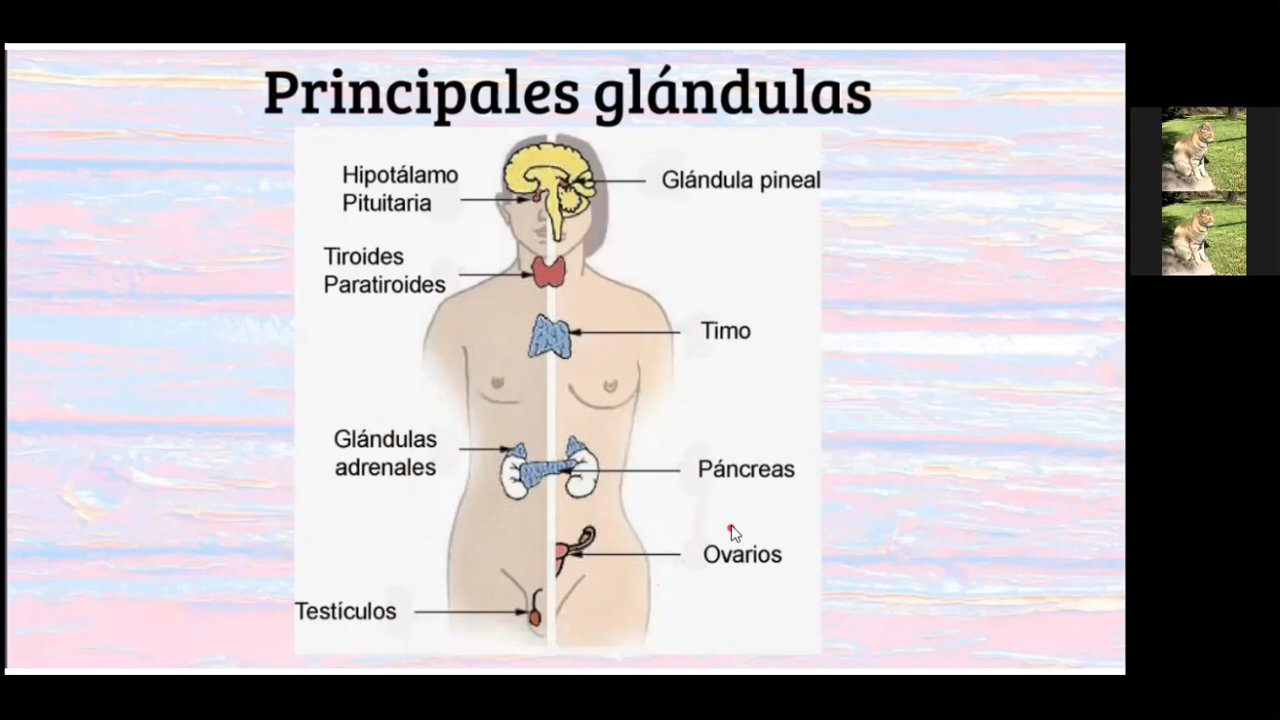 Principales glándulas
Hipotálamo
Pituitaria
Glándula pineal
Tiroides
Paratiroides
Timo
Glándulas
adrenales
Páncreas
Ovarios
Testículos